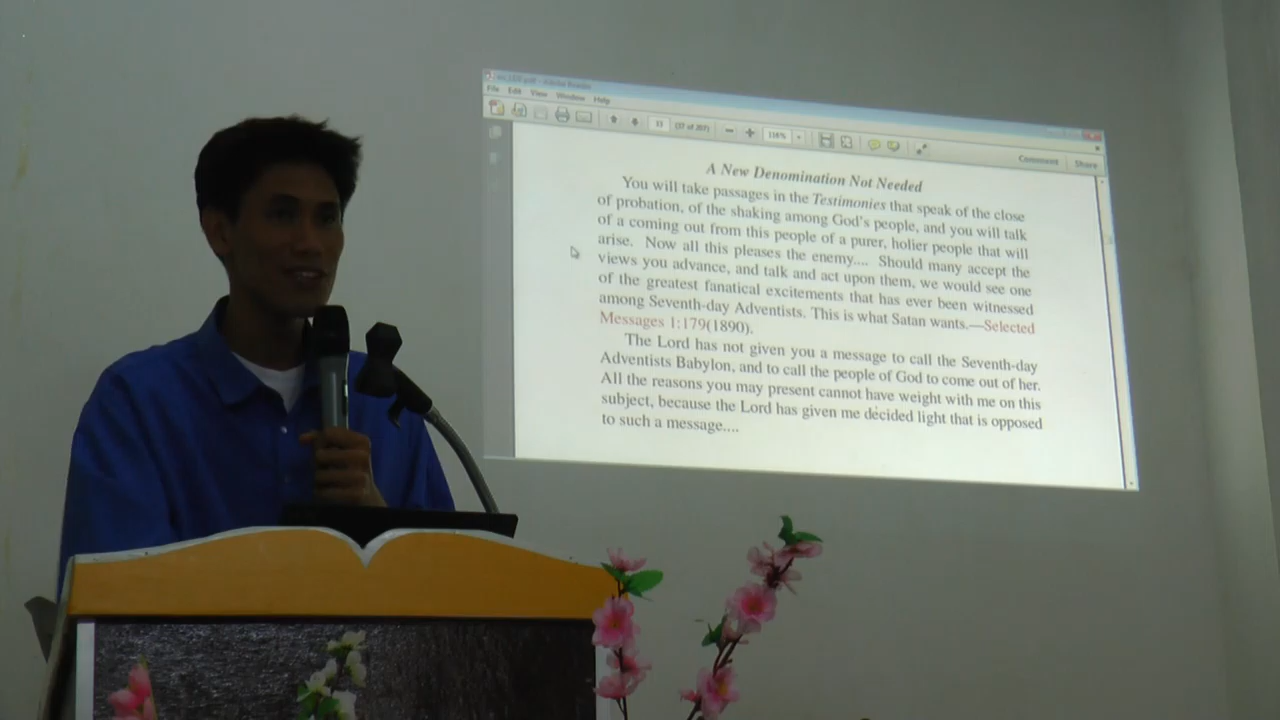 File Edit View Window Help
33 (37 of 207) 116%
Comment Share
A New Denomination Not Needed
You will take passages in the Testimonies that speak of the close
of probation, of the shaking among God's people, and you will talk
of a coming out from this people of a purer, holier people that will
arise. Now all this pleases the enemy.... Should many accept the
views you advance, and talk and act upon them, we would see one
of the greatest fanatical excitements that has ever been witnessed
among Seventh-day Adventists. This is what Satan wants.—Selected
Messages 1:179(1890).
The Lord has not given you a message to call the Seventh-day
Adventists Babylon, and to call the people of God to come out of her.
All the reasons you may present cannot have weight with me on this
subject, because the Lord has given me decided light that is opposed
to such a message....